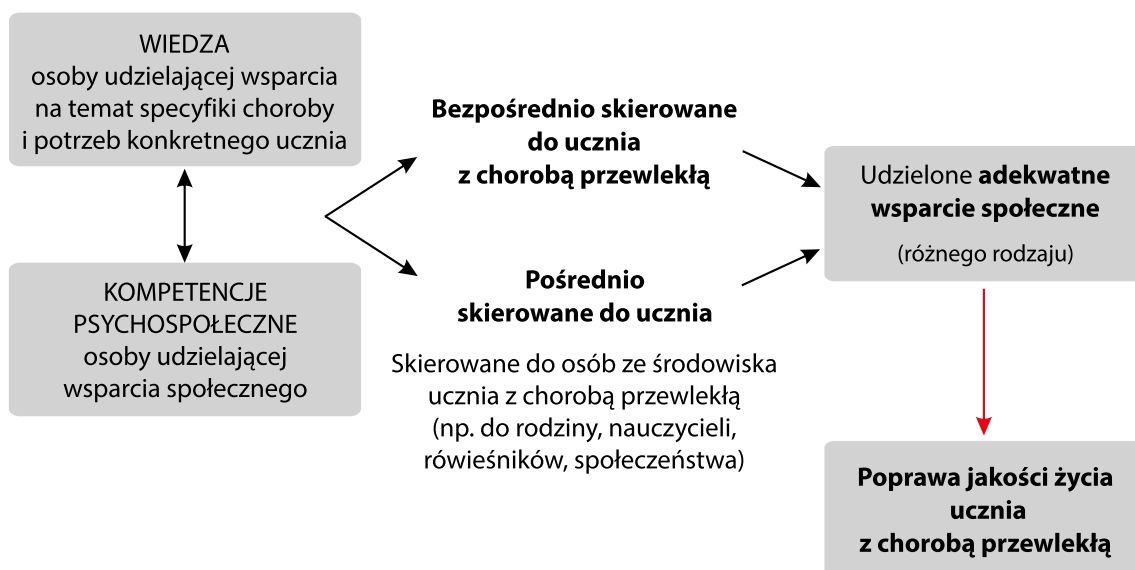 WIEDZA
osoby udzielającej wsparcia
na temat specyfiki choroby
i potrzeb konkretnego ucznia
KOMPETENCJE
PSYCHOSPOŁECZNE
osoby udzielającej
wsparcia społecznego
Bezpośrednio skierowane
do ucznia
z chorobą przewlekłą
Pośrednio
skierowane do ucznia
Skierowane do osób ze środowiska
ucznia z chorobą przewlekłą
(np. do rodziny, nauczycieli,
rówieśników, społeczeństwa)
Udzielone adekwatne
wsparcie społeczne
(różnego rodzaju)
Poprawa jakości życia
ucznia
z chorobą przewlekłą